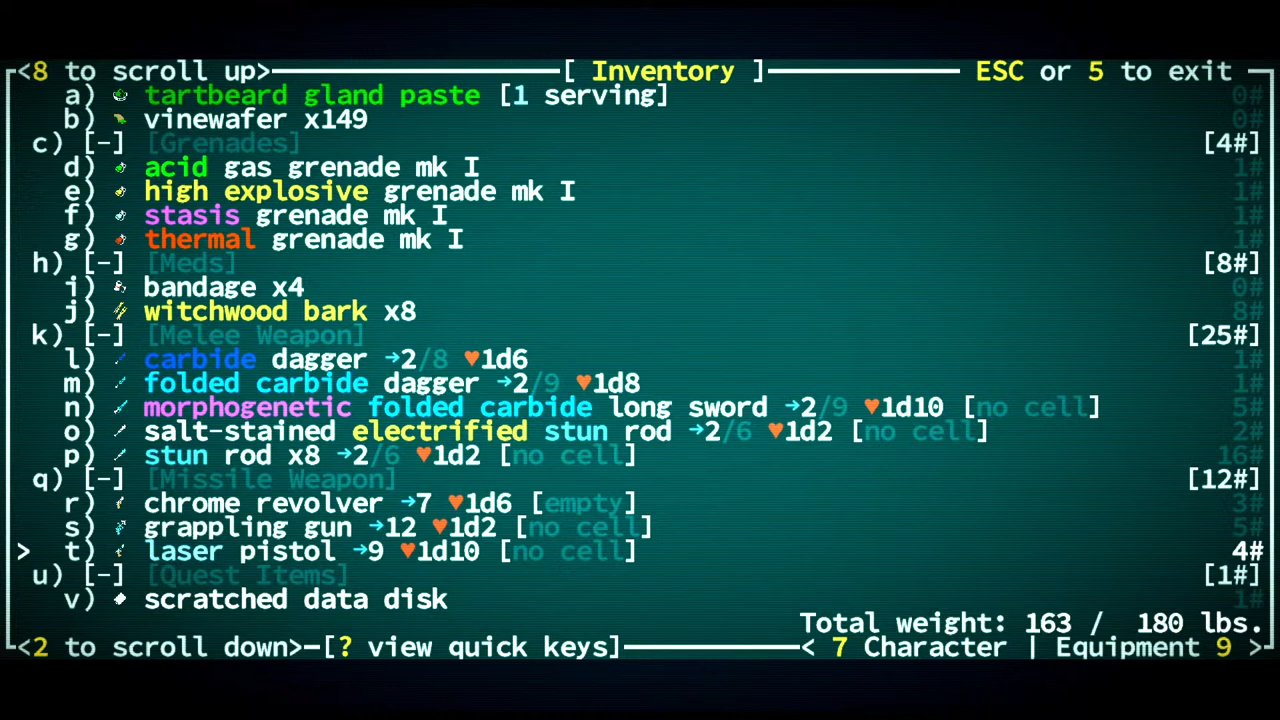 <8 to scroll up> [ Inventory ] ESC or 5 to exit
a) tartbeard gland paste [1 serving] 0#
b) vinewafer x149 0#
c) [-] [Grenades] [4#]
d) acid gas grenade mk I 1#
e) high explosive grenade mk I 1#
f) stasis grenade mk I 1#
g) thermal grenade mk I 1#
h) [-] [Meds] [8#]
i) bandage x4 0#
j) witchwood bark x8 8#
k) [-] [Melee Weapon] [25#]
l) carbide dagger →2/8 ♥1d6 1#
m) folded carbide dagger →2/9 ♥1d8 1#
n) morphogenetic folded carbide long sword →2/9 ♥1d10 [no cell] 5#
o) salt-stained electrified stun rod →2/6 ♥1d2 [no cell] 2#
p) stun rod x8 →2/6 ♥1d2 [no cell] 16#
q) [-] [Missile Weapon] [12#]
r) chrome revolver →7 ♥1d6 [empty] 3#
s) grappling gun →12 ♥1d2 [no cell] 5#
> t) laser pistol →9 ♥1d10 [no cell] 4#
u) [-] [Quest Items] [1#]
v) scratched data disk 1#
Total weight: 163 / 180 lbs.
<2 to scroll down> [? view quick keys] < 7 Character | Equipment 9 >